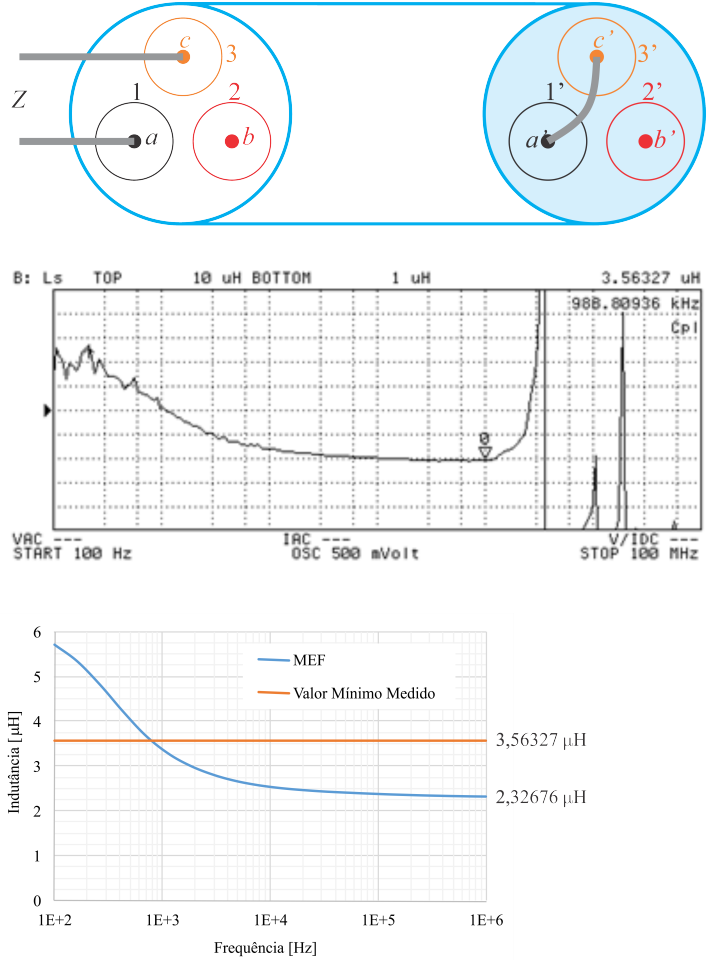 c 3
Z
1 2
a b
c’ 3’
1’ 2’
a’ b’
B: Ls TOP 10 uH BOTTOM 1 uH 3.56327 uH
988.80936 kHz
Cpl
0
VAC --- IAC --- V/IDC ---
START 100 Hz OSC 500 mVolt STOP 100 MHz
6
5
4
3
2
1
0
Indutância [µH]
MEF
Valor Mínimo Medido
3,56327 µH
2,32676 µH
1E+2 1E+3 1E+4 1E+5 1E+6
Frequência [Hz]